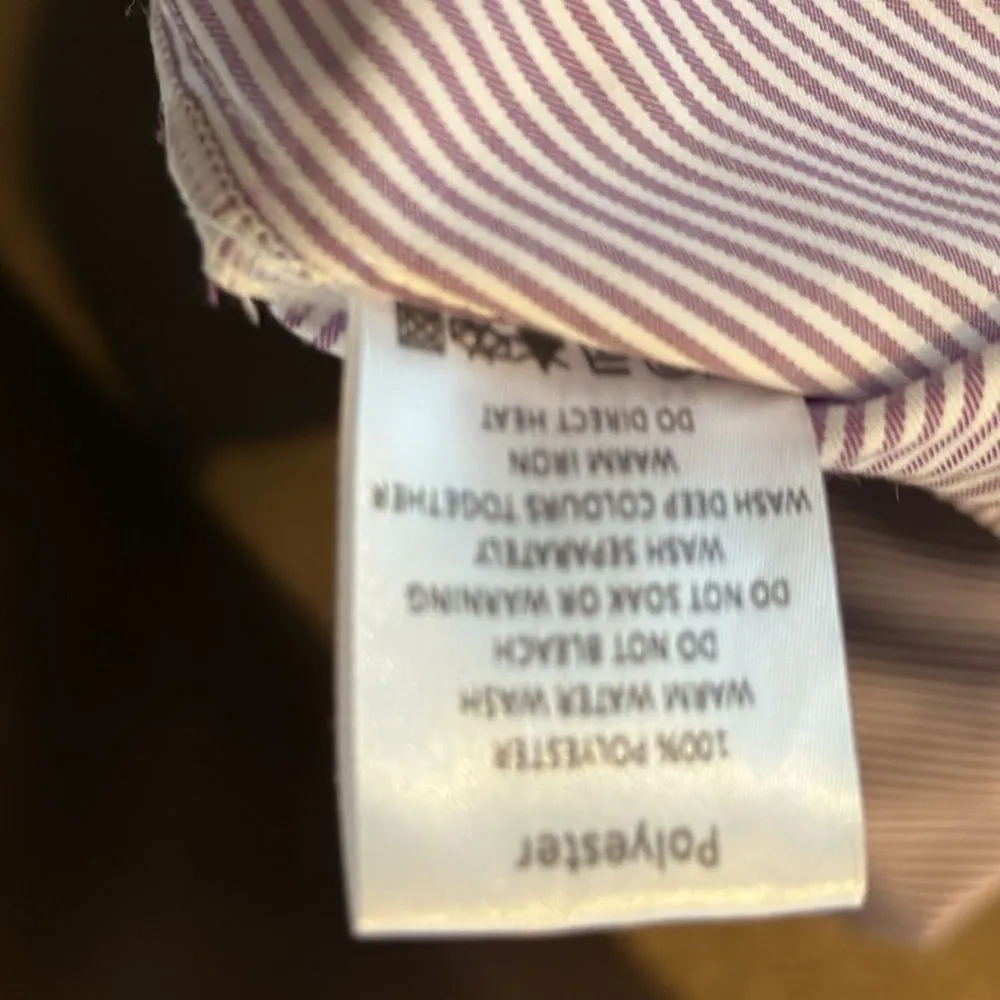 Polyester
100% POLYESTER
WARM WATER WASH
DO NOT BLEACH
DO NOT SOAK OR WARNING
WASH SEPARATELY
WASH DEEP COLOURS TOGETHER
WARM IRON
DO DIRECT HEAT